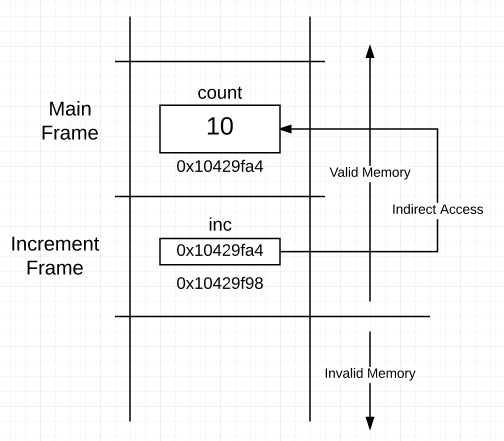 count
Main
Frame
10
0x10429fa4
Valid Memory
Indirect Access
inc
Increment
Frame
0x10429fa4
0x10429f98
Invalid Memory